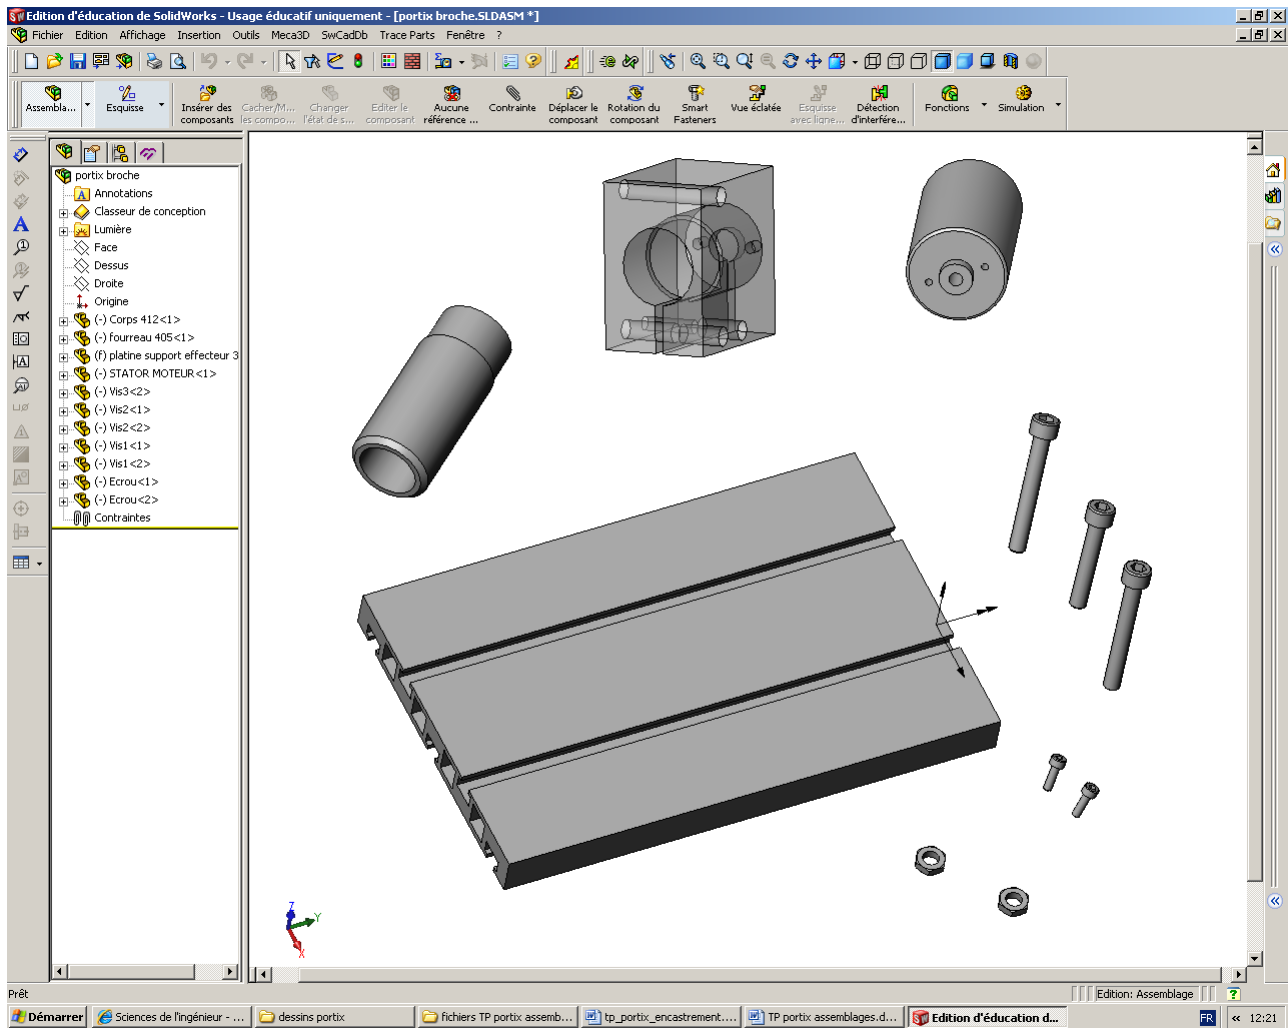 Edition d'éducation de SolidWorks - Usage éducatif uniquement - [portix broche.SLDASM *]
Fichier Edition Affichage Insertion Outils Meca3D SwCadDb Trace Parts Fenêtre ?
Assembla... Esquisse Insérer des composants Cacher/M... les compo... Changer l'état de s... Editer le composant Aucune référence ... Contrainte Déplacer le composant Rotation du composant Smart Fasteners Vue éclatée Esquisse avec ligne... Détection d'interfére... Fonctions Simulation
portix broche
Annotations
Classeur de conception
Lumière
Face
Dessus
Droite
Origine
(-) Corps 412<1>
(-) fourreau 405<1>
(f) platine support effecteur 3
(-) STATOR MOTEUR<1>
(-) Vis3<2>
(-) Vis2<1>
(-) Vis2<2>
(-) Vis1<1>
(-) Vis1<2>
(-) Ecrou<1>
(-) Ecrou<2>
Contraintes
Z
Y
X
Prêt
Edition: Assemblage
?
Démarrer Sciences de l'ingénieur - ... dessins portix fichiers TP portix assemb... tp_portix_encastrement.... TP portix assemblages.d... Edition d'éducation d... FR « 12:21